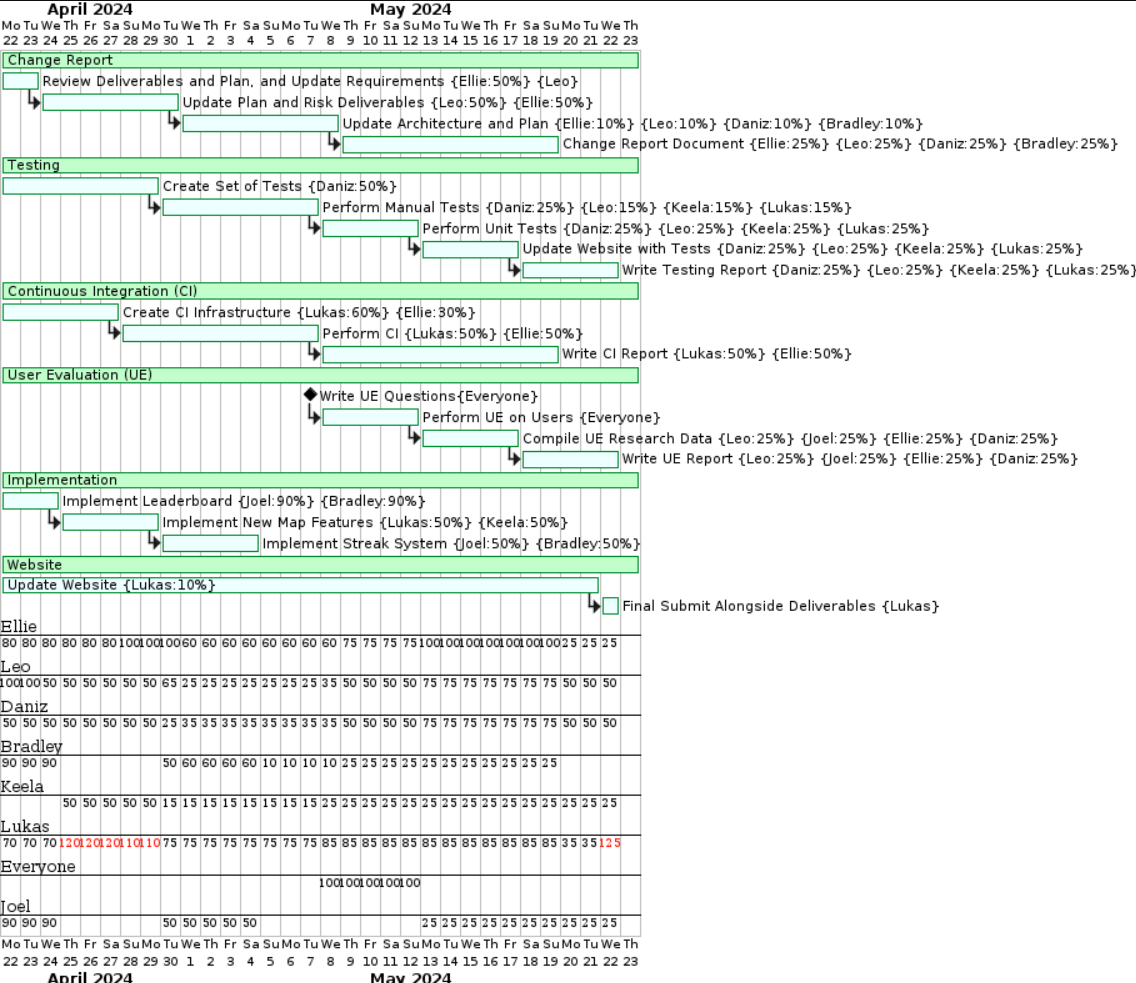 April 2024 May 2024
Mo Tu We Th Fr Sa Su Mo Tu We Th Fr Sa Su Mo Tu We Th Fr Sa Su Mo Tu We Th Fr Sa Su Mo Tu We Th
22 23 24 25 26 27 28 29 30 1 2 3 4 5 6 7 8 9 10 11 12 13 14 15 16 17 18 19 20 21 22 23
Change Report
Review Deliverables and Plan, and Update Requirements {Ellie:50%} {Leo}
Update Plan and Risk Deliverables {Leo:50%} {Ellie:50%}
Update Architecture and Plan {Ellie:10%} {Leo:10%} {Daniz:10%} {Bradley:10%}
Change Report Document {Ellie:25%} {Leo:25%} {Daniz:25%} {Bradley:25%}
Testing
Create Set of Tests {Daniz:50%}
Perform Manual Tests {Daniz:25%} {Leo:15%} {Keela:15%} {Lukas:15%}
Perform Unit Tests {Daniz:25%} {Leo:25%} {Keela:25%} {Lukas:25%}
Update Website with Tests {Daniz:25%} {Leo:25%} {Keela:25%} {Lukas:25%}
Write Testing Report {Daniz:25%} {Leo:25%} {Keela:25%} {Lukas:25%}
Continuous Integration (CI)
Create CI Infrastructure {Lukas:60%} {Ellie:30%}
Perform CI {Lukas:50%} {Ellie:50%}
Write CI Report {Lukas:50%} {Ellie:50%}
User Evaluation (UE)
Write UE Questions{Everyone}
Perform UE on Users {Everyone}
Compile UE Research Data {Leo:25%} {Joel:25%} {Ellie:25%} {Daniz:25%}
Write UE Report {Leo:25%} {Joel:25%} {Ellie:25%} {Daniz:25%}
Implementation
Implement Leaderboard {Joel:90%} {Bradley:90%}
Implement New Map Features {Lukas:50%} {Keela:50%}
Implement Streak System {Joel:50%} {Bradley:50%}
Website
Update Website {Lukas:10%}
Final Submit Alongside Deliverables {Lukas}
Ellie
80 80 80 80 80 80 100 100 100 60 60 60 60 60 60 60 60 75 75 75 75 100 100 100 100 100 100 100 25 25 25
Leo
100 100 50 50 50 50 50 50 65 25 25 25 25 25 25 25 35 50 50 50 50 75 75 75 75 75 75 75 50 50 50
Daniz
50 50 50 50 50 50 50 50 25 35 35 35 35 35 35 35 35 50 50 50 50 75 75 75 75 75 75 75 50 50 50
Bradley
90 90 90 50 60 60 60 60 10 10 10 10 25 25 25 25 25 25 25 25 25 25 25
Keela
50 50 50 50 50 15 15 15 15 15 15 15 15 25 25 25 25 25 25 25 25 25 25 25 25 25 25 25
Lukas
70 70 70 120 120 120 110 110 75 75 75 75 75 75 75 75 85 85 85 85 85 85 85 85 85 85 85 85 35 35 125
Everyone
100 100 100 100 100
Joel
90 90 90 50 50 50 50 50 25 25 25 25 25 25 25 25 25 25
Mo Tu We Th Fr Sa Su Mo Tu We Th Fr Sa Su Mo Tu We Th Fr Sa Su Mo Tu We Th Fr Sa Su Mo Tu We Th
22 23 24 25 26 27 28 29 30 1 2 3 4 5 6 7 8 9 10 11 12 13 14 15 16 17 18 19 20 21 22 23
April 2024 May 2024